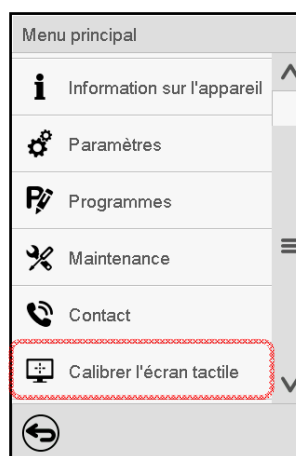 Menu principal
Information sur l'appareil
Paramètres
Programmes
Maintenance
Contact
Calibrer l'écran tactile